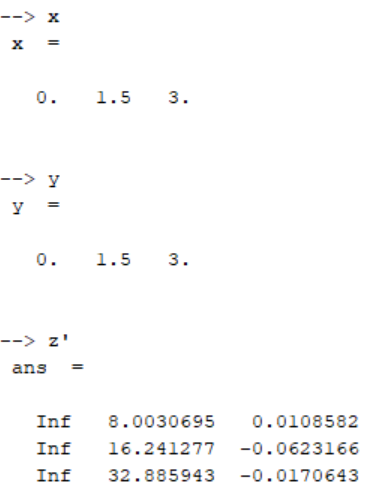 --> x
x  =
0.   1.5   3.
--> y
y  =
0.   1.5   3.
--> z'
ans  =
Inf   8.0030695   0.0108582
Inf   16.241277  -0.0623166
Inf   32.885943  -0.0170643